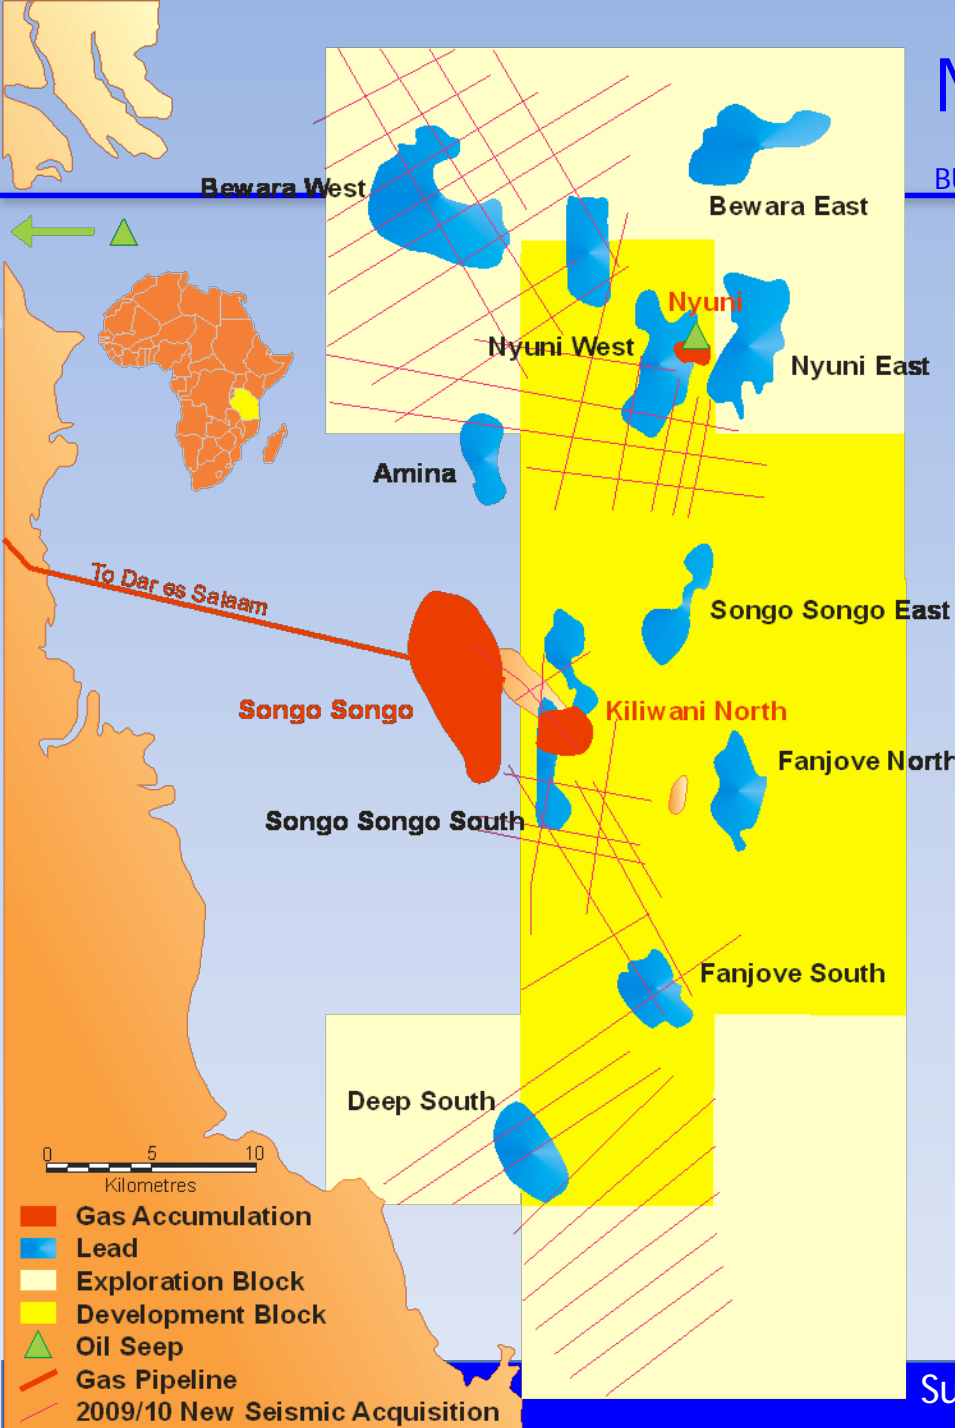 Bewara West
Bewara East
Nyuni
Nyuni West
Nyuni East
Amina
To Dar es Salaam
Songo Songo East
Songo Songo
Kiliwani North
Fanjove North
Songo Songo South
Fanjove South
Deep South
0 5 10
Kilometres
Gas Accumulation
Lead
Exploration Block
Development Block
Oil Seep
Gas Pipeline
2009/10 New Seismic Acquisition